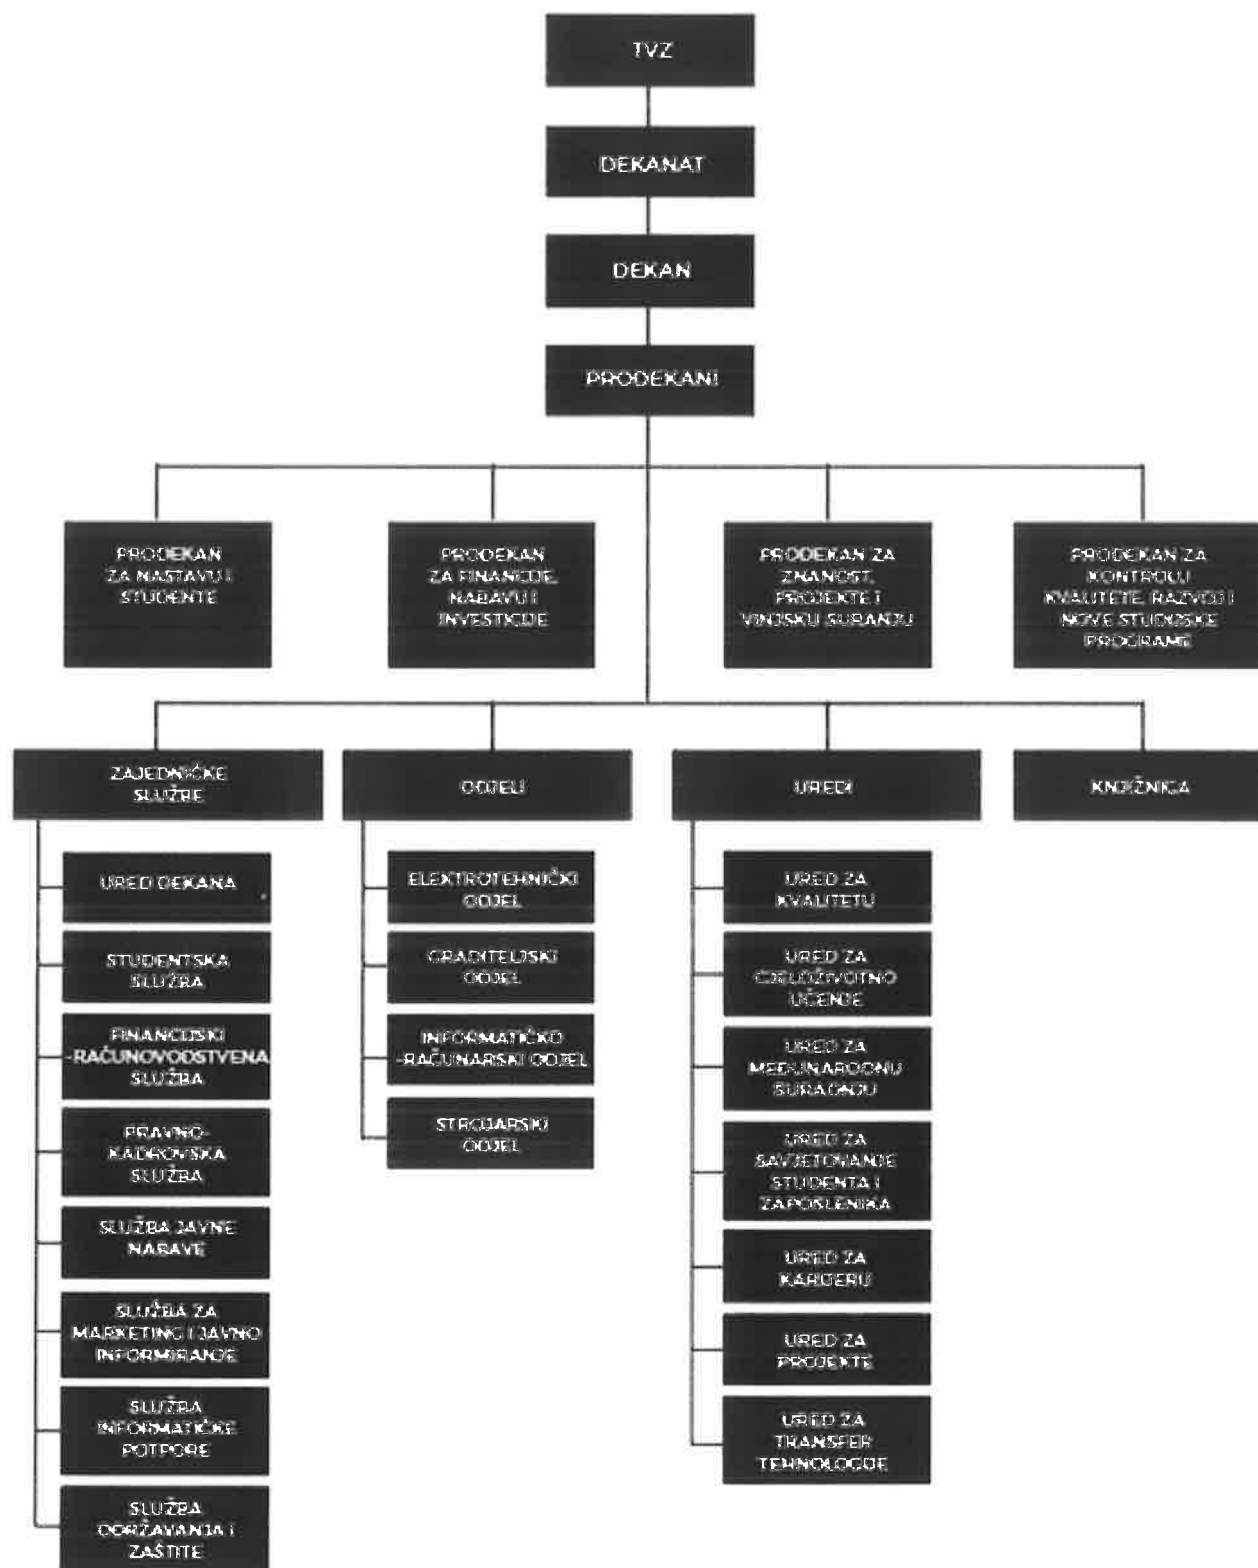 TVZ
DEKANAT
DEKAN
PRODEKANI
PRODEKAN
ZA NASTAVU I
STUDENTE
PRODEKAN
ZA FINANCIJE,
NABAVU I
INVESTICIJE
PRODEKAN ZA
ZNANOST,
PROJEKTE I
PRODEKAN ZA
KONTROLU
KVALITETE, RAZVOJ I
NOVE STUDIJSKE
PROGRAME
ZAJEDNIČKE
SLUŽBE
URED DEKANA
STUDENTSKA
SLUŽBA
FINANCIJSKI
-RAČUNOVODSTVENA
SLUŽBA
PRAVNO-
KADROVSKA
SLUŽBA
SLUŽBA JAVNE
NABAVE
SLUŽBA ZA
MARKETING I JAVNO
INFORMIRANJE
SLUŽBA
INFORMATIČKE
POTPORE
SLUŽBA
ODRŽAVANJA I
ZAŠTITE
ODJELI
ELEKTROTEHNIČKI
ODJEL
GRADITELJSKI
ODJEL
INFORMATIČKO
-RAČUNARSKI ODJEL
STROJARSKI
ODJEL
UREDI
URED ZA
KVALITETU
URED ZA
CJELOŽIVOTNO
UČENJE
URED ZA
MEĐUNARODNU
SURADNJU
URED ZA
SAVJETOVANJE
STUDENTA I
ZAPOSLENIKA
URED ZA
KARIJERU
URED ZA
PROJEKTE
URED ZA
TRANSFER
TEHNOLOGIJE
KNJIŽNICA